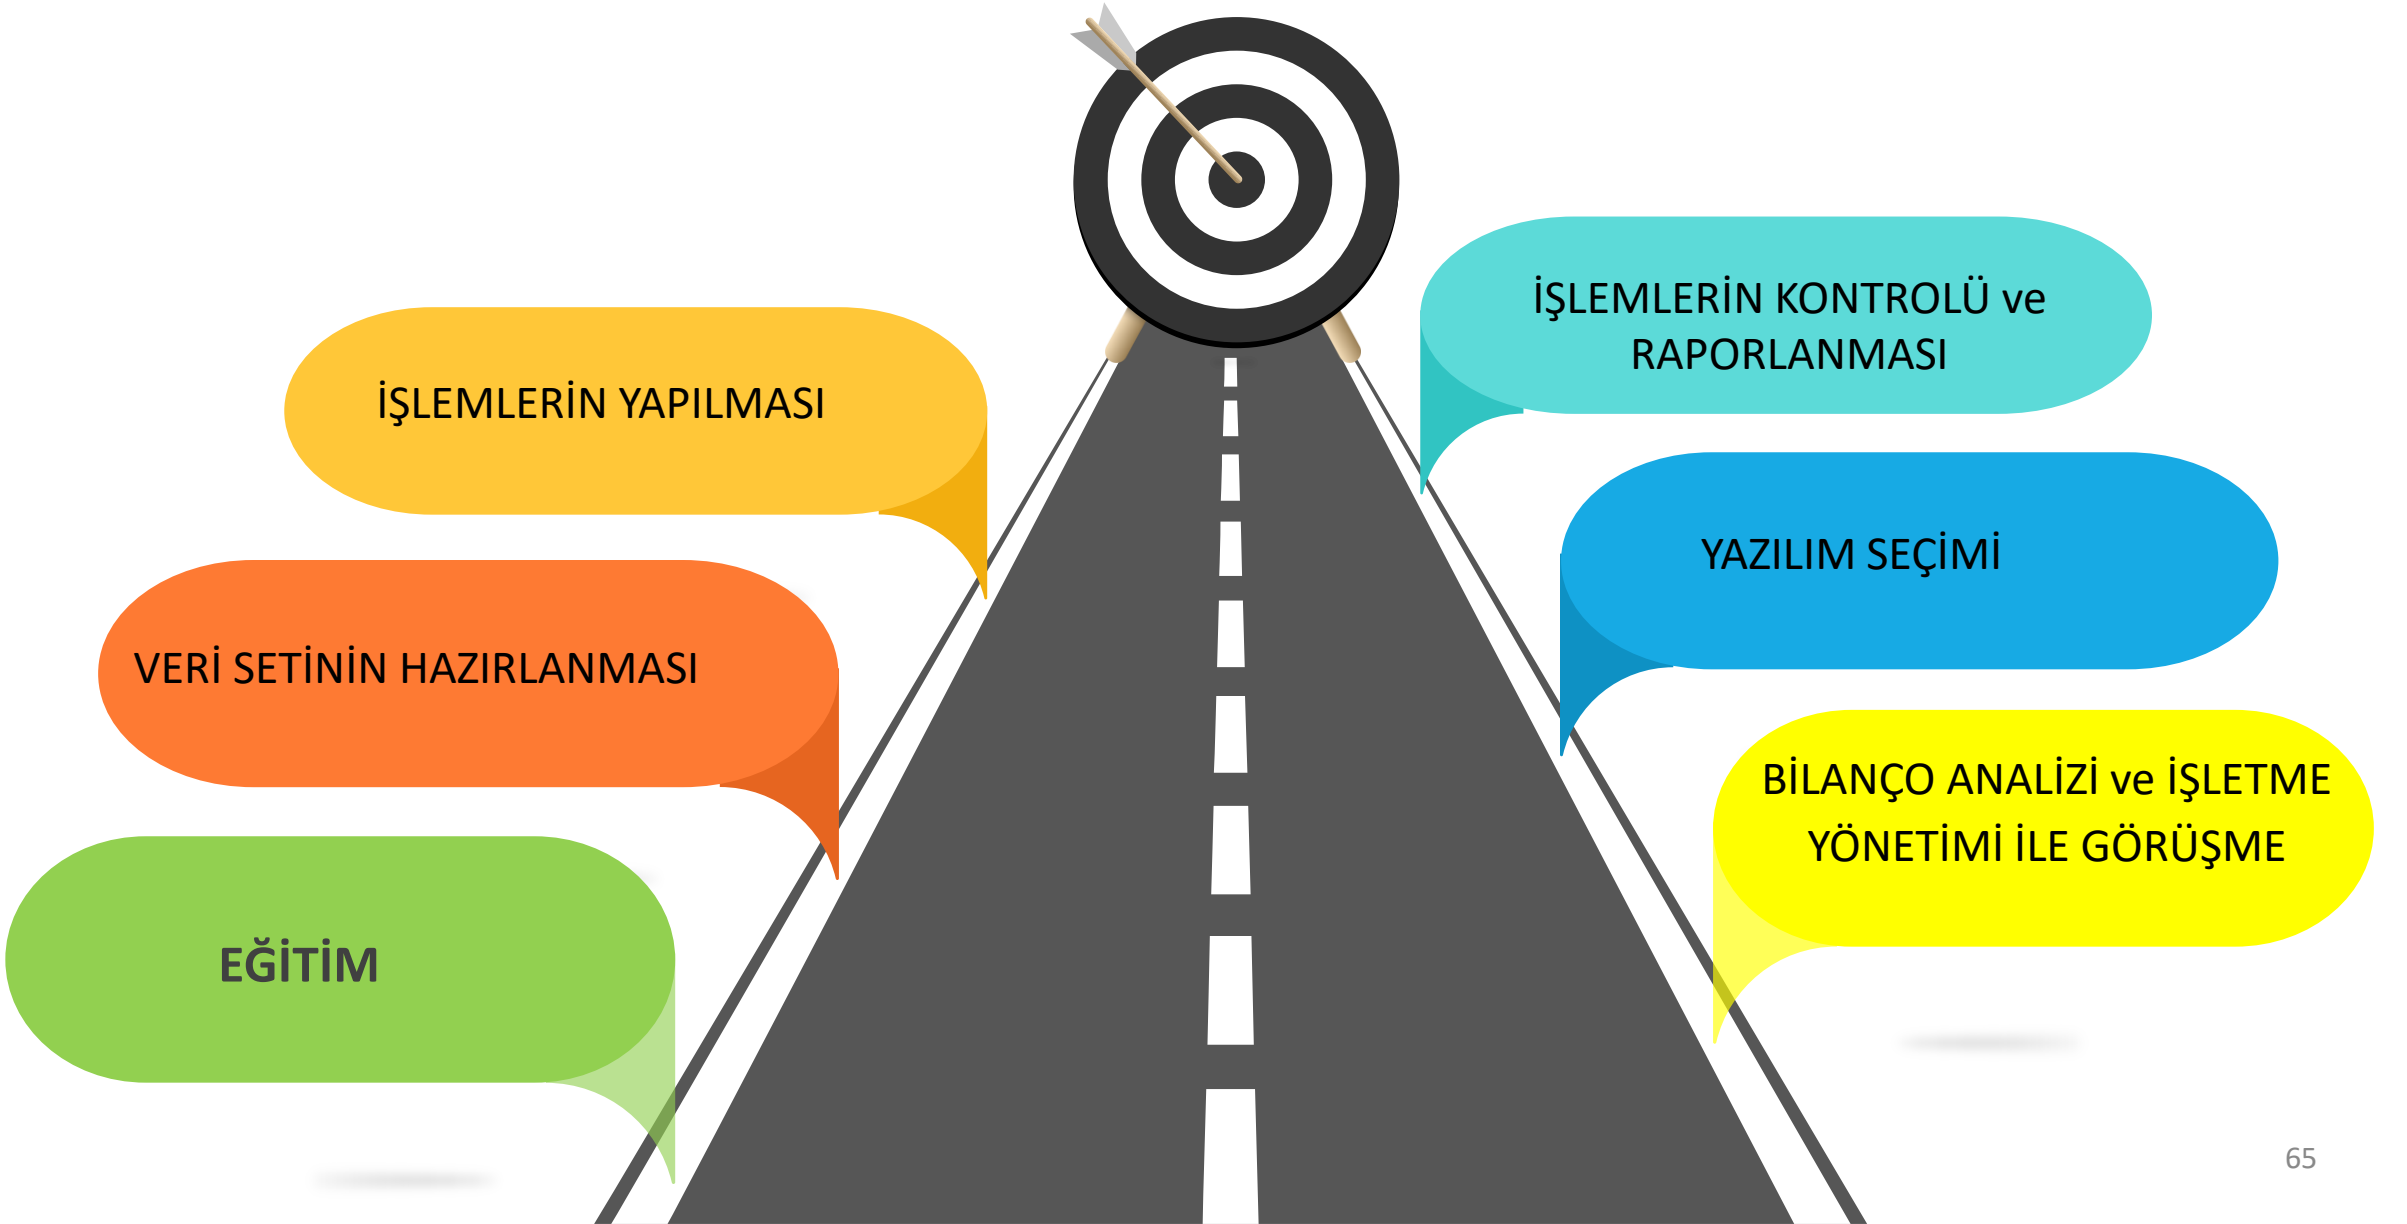 İŞLEMLERİN KONTROLÜ ve
RAPORLANMASI
İŞLEMLERİN YAPILMASI
YAZILIM SEÇİMİ
VERİ SETİNİN HAZIRLANMASI
BİLANÇO ANALİZİ ve İŞLETME
YÖNETİMİ İLE GÖRÜŞME
EĞİTİM
65